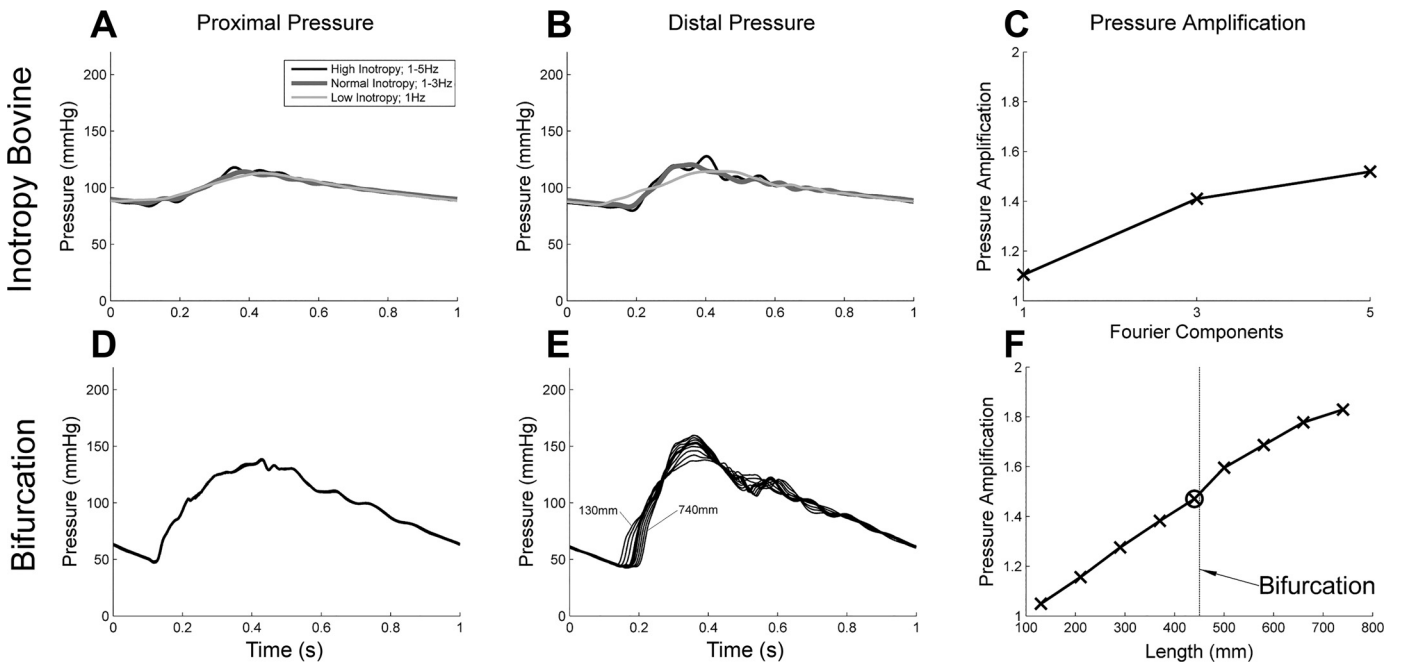 A Proximal Pressure
Inotropy Bovine
Pressure (mmHg)
200
150
100
50
0
0 0.2 0.4 0.6 0.8 1
High Inotropy; 1-5Hz
Normal Inotropy; 1-3Hz
Low Inotropy; 1Hz
B Distal Pressure
Pressure (mmHg)
200
150
100
50
0
0 0.2 0.4 0.6 0.8 1
C Pressure Amplification
Pressure Amplification
2
1.8
1.6
1.4
1.2
1
1 3 5
Fourier Components
D
Bifurcation
Pressure (mmHg)
200
150
100
50
0
0 0.2 0.4 0.6 0.8 1
Time (s)
E
Pressure (mmHg)
200
150
100
50
0
130mm
740mm
0 0.2 0.4 0.6 0.8 1
Time (s)
F
Pressure Amplification
2
1.8
1.6
1.4
1.2
1
Bifurcation
100 200 300 400 500 600 700 800
Length (mm)